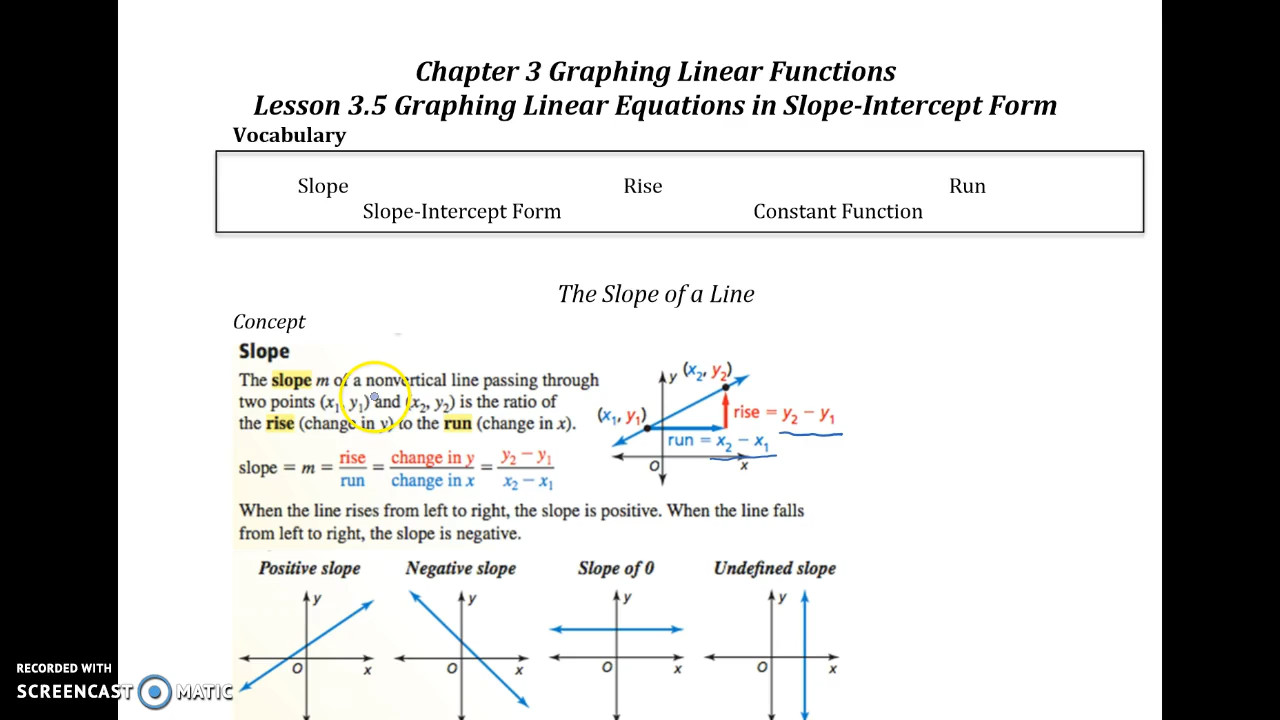 Chapter 3 Graphing Linear Functions
Lesson 3.5 Graphing Linear Equations in Slope-Intercept Form
Vocabulary
Slope Rise Run
Slope-Intercept Form Constant Function
The Slope of a Line
Concept
Slope
The slope m of a nonvertical line passing through
two points (x₁, y₁) and (x₂, y₂) is the ratio of
the rise (change in y) to the run (change in x).
slope = m = rise/run = change in y/change in x = y₂ − y₁/x₂ − x₁
y (x₂, y₂)
(x₁, y₁) rise = y₂ − y₁
run = x₂ − x₁
O x
When the line rises from left to right, the slope is positive. When the line falls
from left to right, the slope is negative.
Positive slope Negative slope Slope of 0 Undefined slope
y y y y
O x O x O x O x
RECORDED WITH
SCREENCAST MATIC